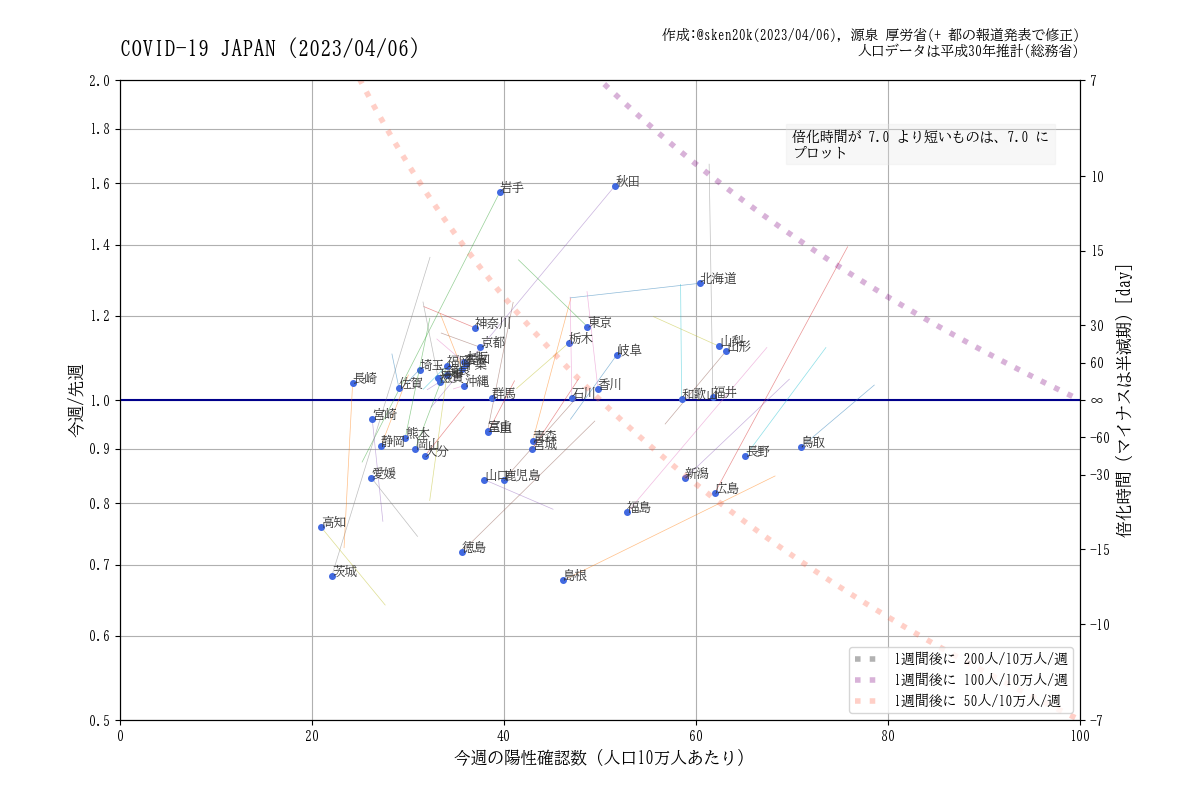 COVID-19 JAPAN (2023/04/06)
作成:@sken20k(2023/04/06), 源泉 厚労省(+ 都の報道発表で修正)
人口データは平成30年推計(総務省)
倍化時間が 7.0 より短いものは、7.0 に
プロット
今週/先週
2.0
1.8
1.6
1.4
1.2
1.0
0.9
0.8
0.7
0.6
0.5
7
10
15
30
60
∞
-60
-30
-15
-10
-7
倍化時間 (マイナスは半減期) [day]
岩手
秋田
北海道
神奈川
東京
京都
栃木
山梨
山形
岐阜
埼玉
長崎
佐賀
沖縄
香川
群馬
石川
和歌山
福井
宮崎
熊本
静岡
岡山
大分
青森
宮城
鳥取
長野
愛媛
山口
鹿児島
新潟
広島
福島
高知
徳島
茨城
島根
1週間後に 200人/10万人/週
1週間後に 100人/10万人/週
1週間後に 50人/10万人/週
0
20
40
60
80
100
今週の陽性確認数 (人口10万人あたり)